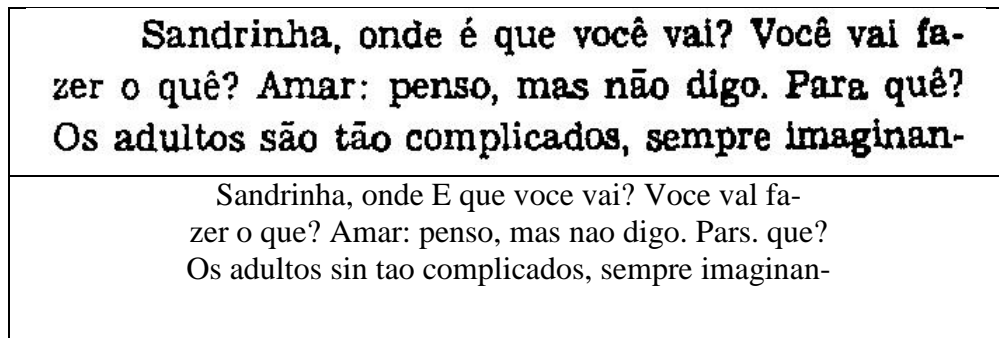 Sandrinha, onde é que você vai? Você vai fa-
zer o quê? Amar: penso, mas não digo. Para quê?
Os adultos são tão complicados, sempre imaginan-
Sandrinha, onde E que voce vai? Voce val fa-
zer o que? Amar: penso, mas nao digo. Pars. que?
Os adultos sin tao complicados, sempre imaginan-